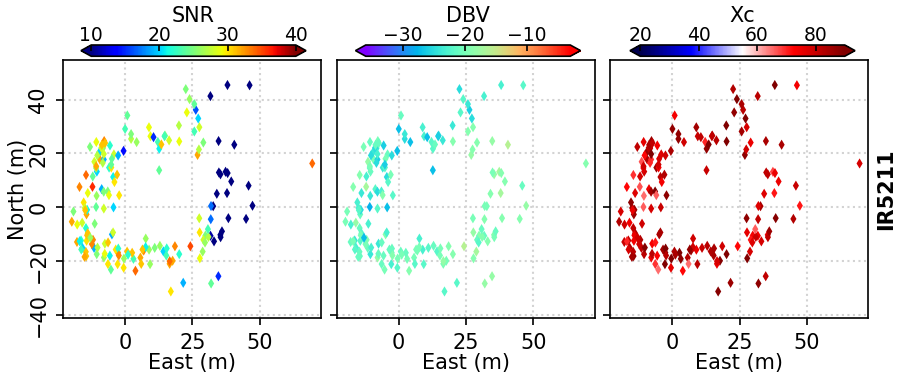 SNR DBV Xc
10 20 30 40 −30 −20 −10 20 40 60 80
40
20
0
−20
−40
North (m)
IR5211
0 25 50 0 25 50 0 25 50
East (m) East (m) East (m)